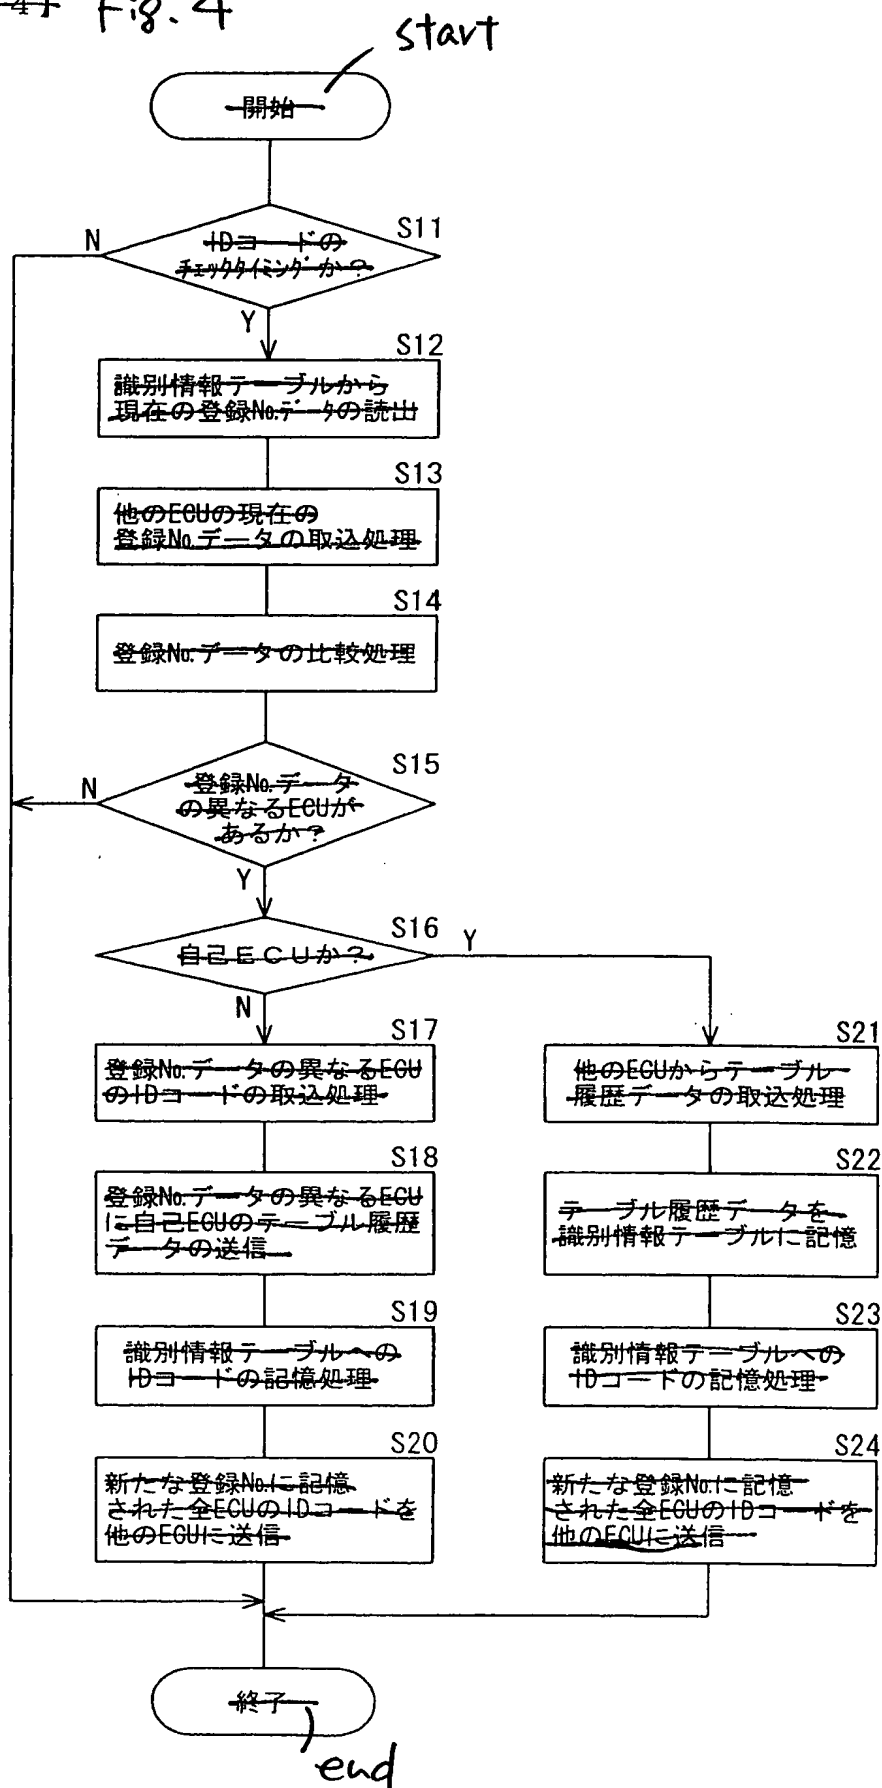 Fig. 4
start
開始
S11
IDコードの
チェックタイミングか?
N
Y
S12
識別情報テーブルから
現在の登録No.データの読出
S13
他のECUの現在の
登録No.データの取込処理
S14
登録No.データの比較処理
S15
登録No.データ
の異なるECUが
あるか?
N
Y
S16
自己ECUか?
Y
N
S17
登録No.データの異なるECU
のIDコードの取込処理
S18
登録No.データの異なるECU
に自己ECUのテーブル履歴
データの送信
S19
識別情報テーブルへの
IDコードの記憶処理
S20
新たな登録No.に記憶
された全ECUのIDコードを
他のECUに送信
S21
他のECUからテーブル
履歴データの取込処理
S22
テーブル履歴データを
識別情報テーブルに記憶
S23
識別情報テーブルへの
IDコードの記憶処理
S24
新たな登録No.に記憶
された全ECUのIDコードを
他のECUに送信
終了
end